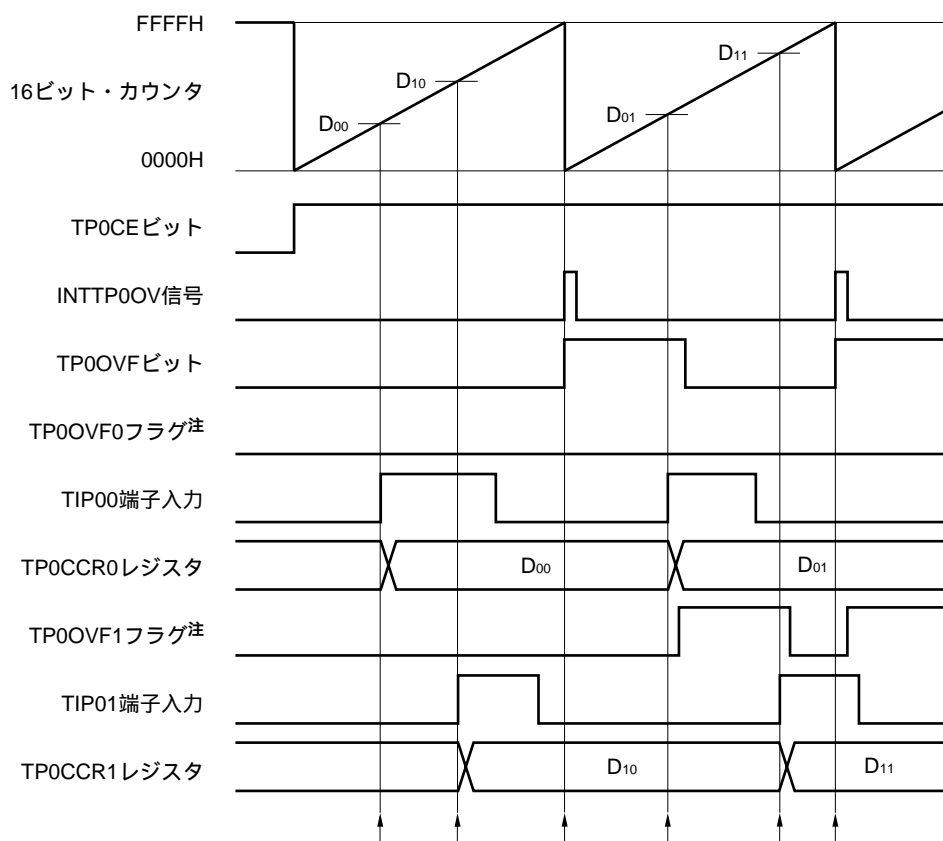 FFFFH
D11
D10
16ビット・カウンタ
D01
D00
0000H
TP0CEビット
INTTP0OV信号
TP0OVFビット
TP0OVF0フラグ注
TIP00端子入力
TP0CCR0レジスタ
D00
D01
TP0OVF1フラグ注
TIP01端子入力
TP0CCR1レジスタ
D10
D11